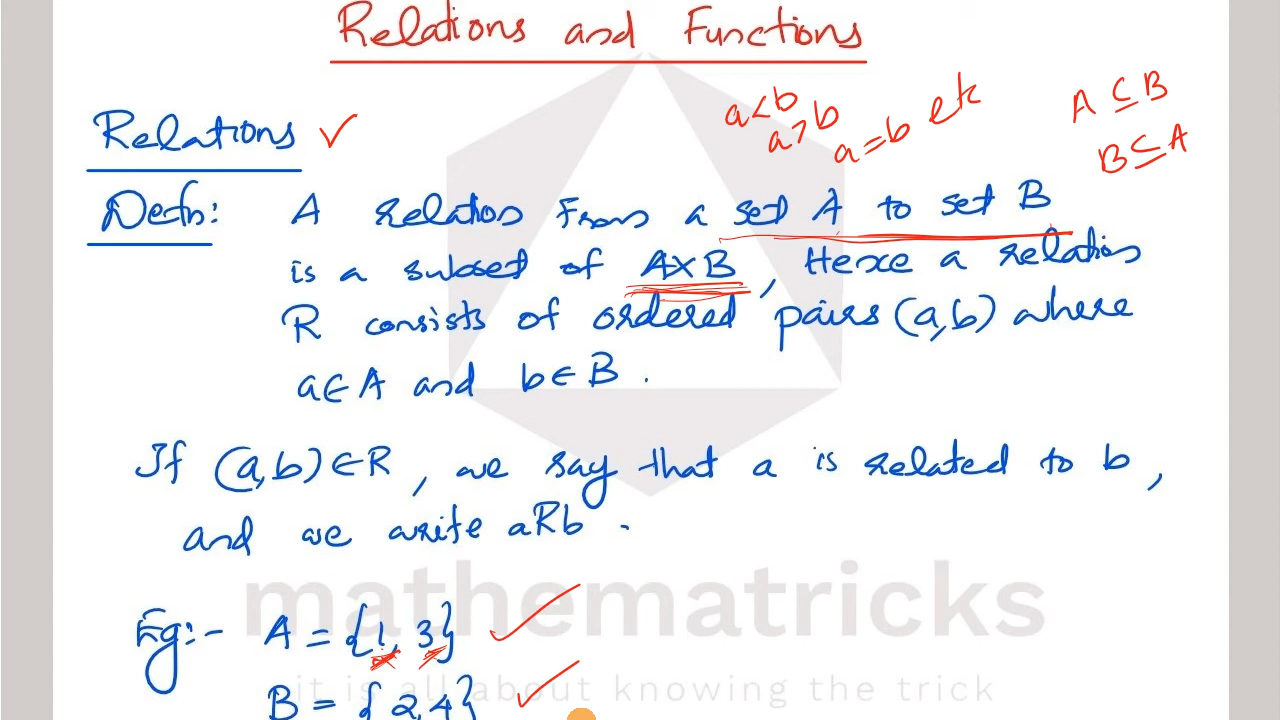 Relations and Functions
a<b
a>b
a=b etc
A ⊆ B
B ⊆ A
Relations ✓
Defn: A relation from a set A to set B
is a subset of A×B, Hence a relation
R consists of ordered pairs (a,b) where
a∈A and b∈B.
If (a,b)∈R, we say that a is related to b,
and we write aRb.
mathematricks
Eg:- A = {1, 3}
it is all about knowing the trick
B = {2,4}